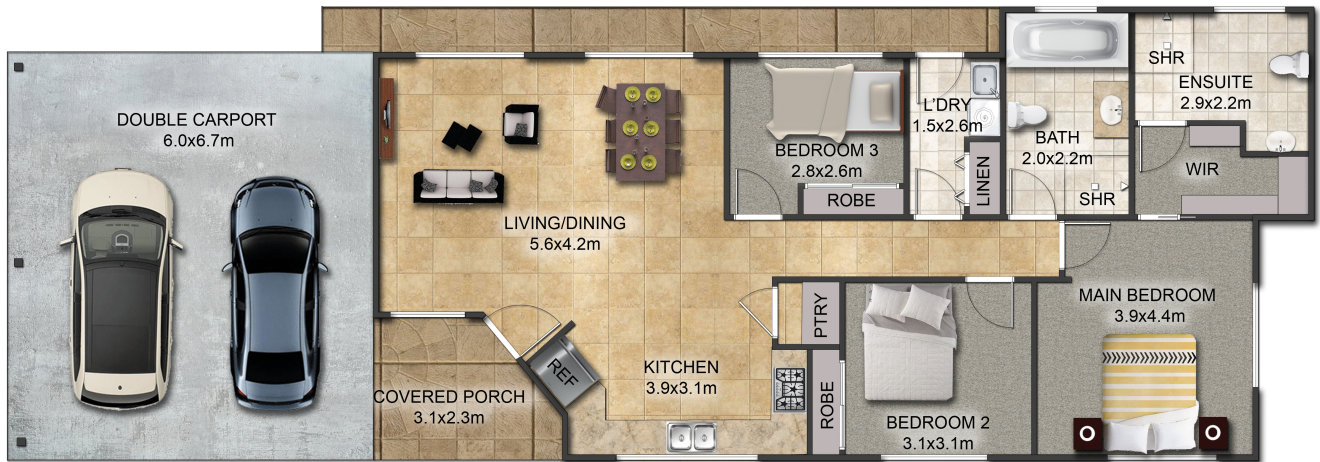 DOUBLE CARPORT
6.0x6.7m
LIVING/DINING
5.6x4.2m
COVERED PORCH
3.1x2.3m
REF
KITCHEN
3.9x3.1m
PTRY
ROBE
BEDROOM 3
2.8x2.6m
ROBE
L'DRY
1.5x2.6m
LINEN
BATH
2.0x2.2m
SHR
SHR
ENSUITE
2.9x2.2m
WIR
BEDROOM 2
3.1x3.1m
MAIN BEDROOM
3.9x4.4m